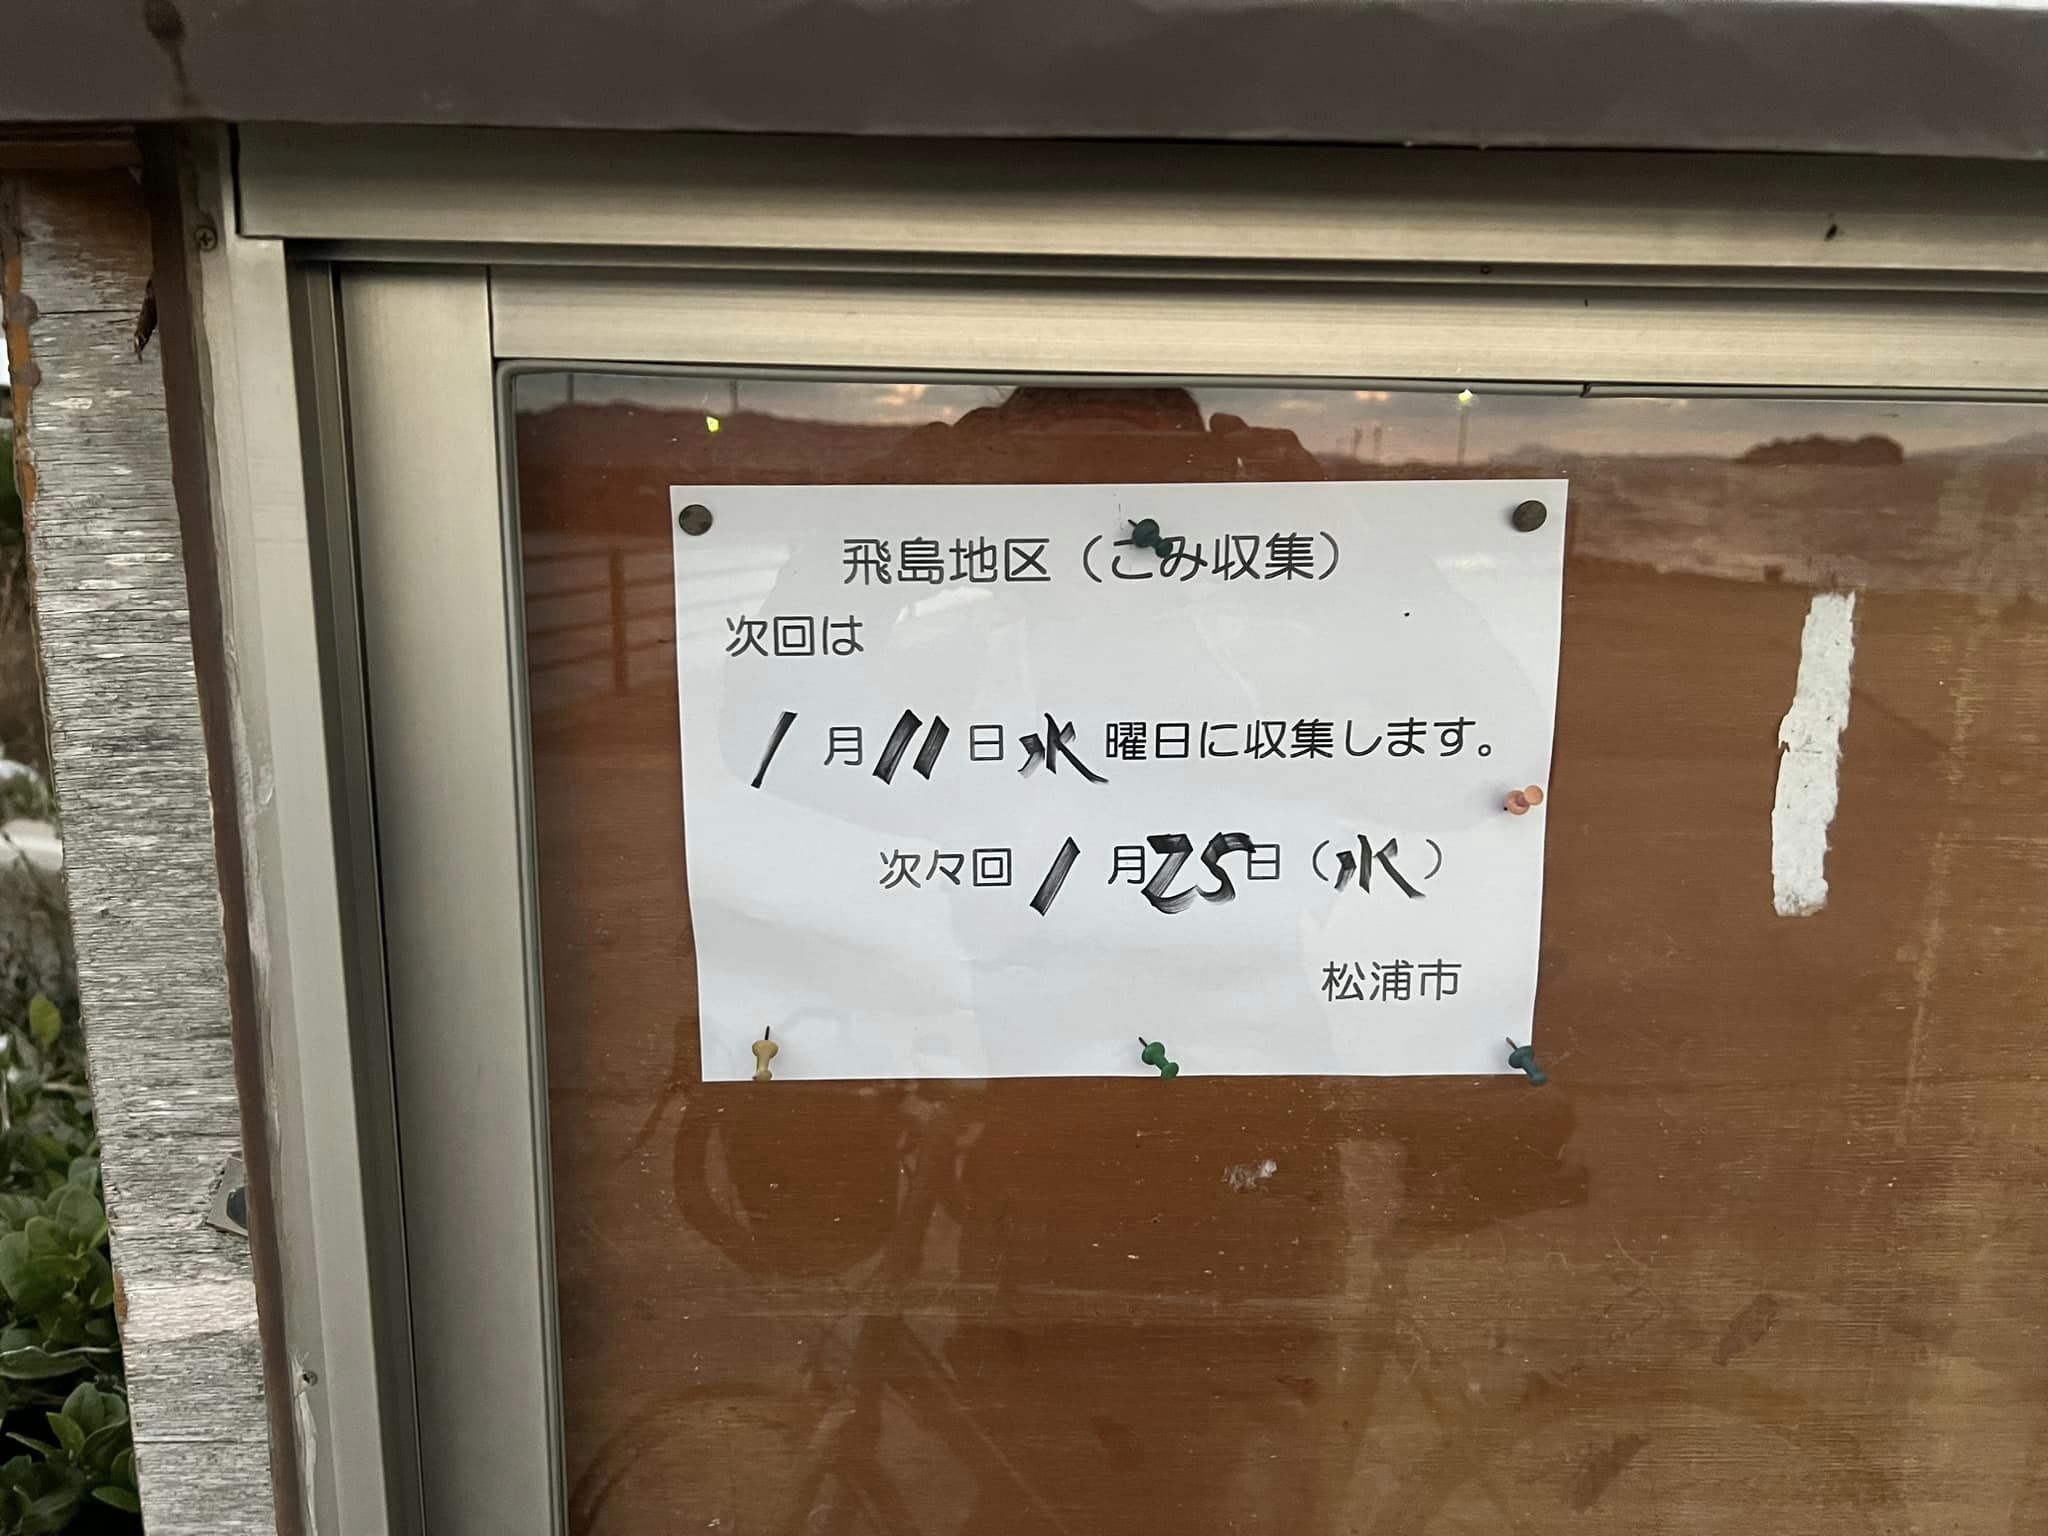 飛島地区（ごみ収集）
次回は
1月11日水曜日に収集します。
次々回1月25日（水）
松浦市